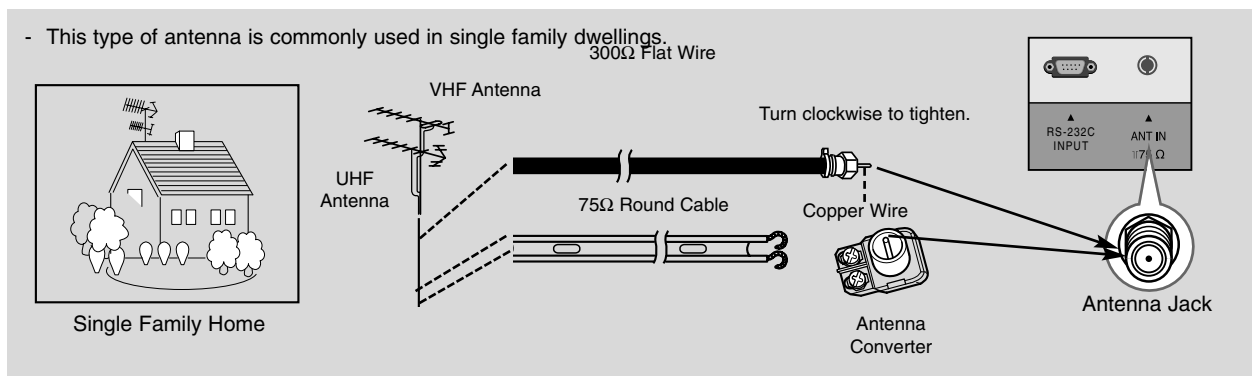 - This type of antenna is commonly used in single family dwellings.
300Ω Flat Wire
VHF Antenna
Turn clockwise to tighten.
RS-232C
INPUT
ANT IN
UHF
Antenna
75Ω Round Cable
Copper Wire
Antenna Jack
Single Family Home
Antenna
Converter